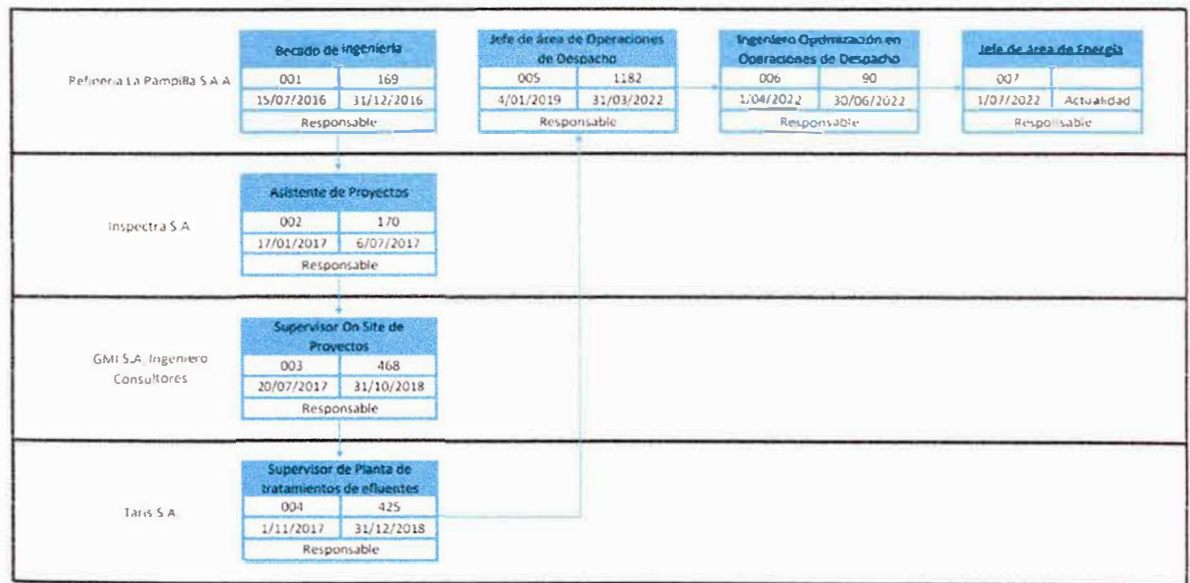 Refinería La Pampilla S.A.A
Becado de ingeniería
001 169
15/07/2016 31/12/2016
Responsable
Jefe de área de Operaciones
de Despacho
005 1182
4/01/2019 31/03/2022
Responsable
Ingeniero Optimización en
Operaciones de Despacho
006 90
1/04/2022 30/06/2022
Responsable
Jefe de área de Energía
007
1/07/2022 Actualidad
Responsable
Inspectra S.A
Asistente de Proyectos
002 170
17/01/2017 6/07/2017
Responsable
GMI S.A. Ingeniero
Consultores
Supervisor On Site de
Proyectos
003 468
20/07/2017 31/10/2018
Responsable
Taris S.A.
Supervisor de Planta de
tratamientos de efluentes
004 425
1/11/2017 31/12/2018
Responsable